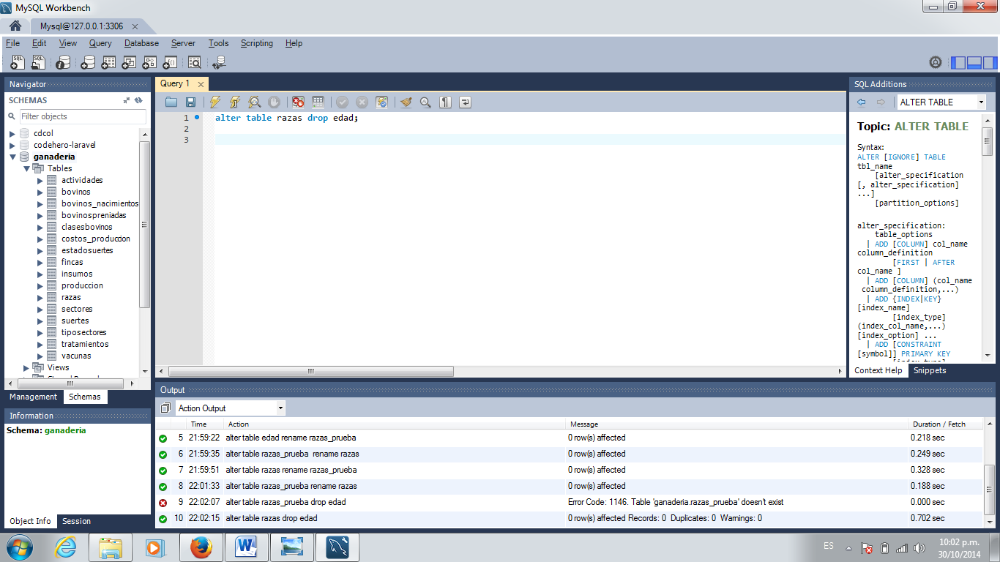 MySQL Workbench
Mysql@127.0.0.1:3306
File Edit View Query Database Server Tools Scripting Help
Navigator
SCHEMAS
Filter objects
cdcol
codehero-laravel
ganaderia
Tables
actividades
bovinos
bovinos_nacimientos
bovinospreniadas
clasesbovinos
costos_produccion
estadosuertes
fincas
insumos
produccion
razas
sectores
suertes
tiposectores
tratamientos
vacunas
Views
Management Schemas
Information
Schema: ganaderia
Object Info Session
Query 1
1 alter table razas drop edad;
2
3
SQL Additions
ALTER TABLE
Topic: ALTER TABLE
Syntax:
ALTER [IGNORE] TABLE
tbl_name
[alter_specification
[, alter_specification]
...]
[partition_options]
alter_specification:
table_options
| ADD [COLUMN] col_name
column_definition
[FIRST | AFTER
col_name ]
| ADD [COLUMN] (col_name
column_definition,...)
| ADD {INDEX|KEY}
[index_name]
[index_type]
(index_col_name,...)
[index_option] ...
| ADD [CONSTRAINT
[symbol]] PRIMARY KEY
Context Help Snippets
Output
Action Output
Time Action Message Duration / Fetch
5 21:59:22 alter table edad rename razas_prueba 0 row(s) affected 0.218 sec
6 21:59:35 alter table razas_prueba  rename razas 0 row(s) affected 0.249 sec
7 21:59:51 alter table razas rename razas_prueba 0 row(s) affected 0.328 sec
8 22:01:33 alter table razas_prueba rename razas 0 row(s) affected 0.188 sec
9 22:02:07 alter table razas_prueba drop edad Error Code: 1146. Table 'ganaderia.razas_prueba' doesn't exist 0.000 sec
10 22:02:15 alter table razas drop edad 0 row(s) affected Records: 0  Duplicates: 0  Warnings: 0 0.702 sec
ES
10:02 p.m.
30/10/2014